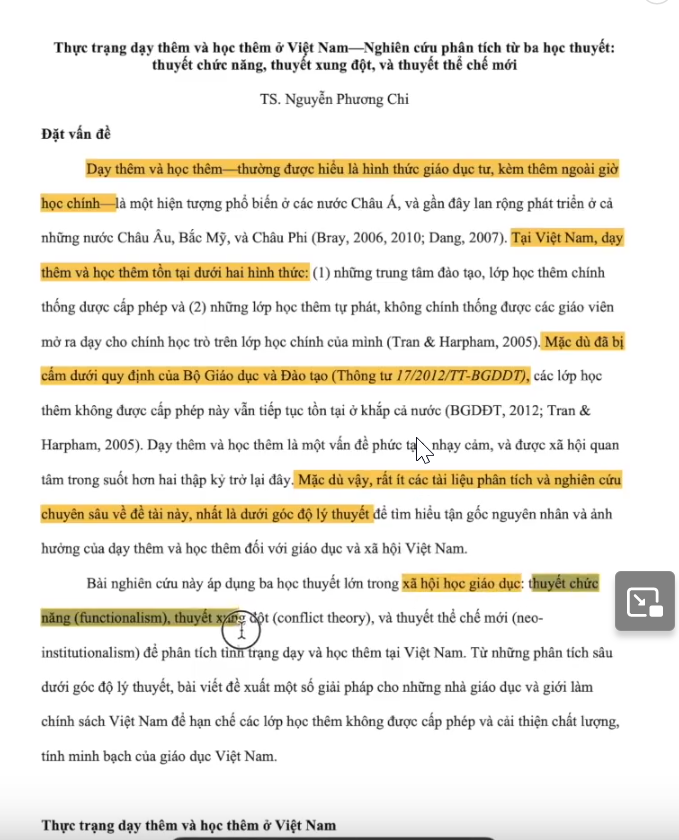 Thực trạng dạy thêm và học thêm ở Việt Nam—Nghiên cứu phân tích từ ba học thuyết:
thuyết chức năng, thuyết xung đột, và thuyết thể chế mới
TS. Nguyễn Phương Chi
Đặt vấn đề
Dạy thêm và học thêm—thường được hiểu là hình thức giáo dục tư, kèm thêm ngoài giờ
học chính—là một hiện tượng phổ biến ở các nước Châu Á, và gần đây lan rộng phát triển ở cả
những nước Châu Âu, Bắc Mỹ, và Châu Phi (Bray, 2006, 2010; Dang, 2007). Tại Việt Nam, dạy
thêm và học thêm tồn tại dưới hai hình thức: (1) những trung tâm đào tạo, lớp học thêm chính
thống được cấp phép và (2) những lớp học thêm tự phát, không chính thống được các giáo viên
mở ra dạy cho chính học trò trên lớp học chính của mình (Tran & Harpham, 2005). Mặc dù đã bị
cấm dưới quy định của Bộ Giáo dục và Đào tạo (Thông tư 17/2012/TT-BGDDT), các lớp học
thêm không được cấp phép này vẫn tiếp tục tồn tại ở khắp cả nước (BGDĐT, 2012; Tran &
Harpham, 2005). Dạy thêm và học thêm là một vấn đề phức tạ nhạy cảm, và được xã hội quan
tâm trong suốt hơn hai thập kỷ trở lại đây. Mặc dù vậy, rất ít các tài liệu phân tích và nghiên cứu
chuyên sâu về đề tài này, nhất là dưới góc độ lý thuyết để tìm hiểu tận gốc nguyên nhân và ảnh
hưởng của dạy thêm và học thêm đối với giáo dục và xã hội Việt Nam.
Bài nghiên cứu này áp dụng ba học thuyết lớn trong xã hội học giáo dục: thuyết chức
năng (functionalism), thuyết xung đột (conflict theory), và thuyết thể chế mới (neo-
institutionalism) để phân tích tình trạng dạy và học thêm tại Việt Nam. Từ những phân tích sâu
dưới góc độ lý thuyết, bài viết đề xuất một số giải pháp cho những nhà giáo dục và giới làm
chính sách Việt Nam để hạn chế các lớp học thêm không được cấp phép và cải thiện chất lượng,
tính minh bạch của giáo dục Việt Nam.
Thực trạng dạy thêm và học thêm ở Việt Nam